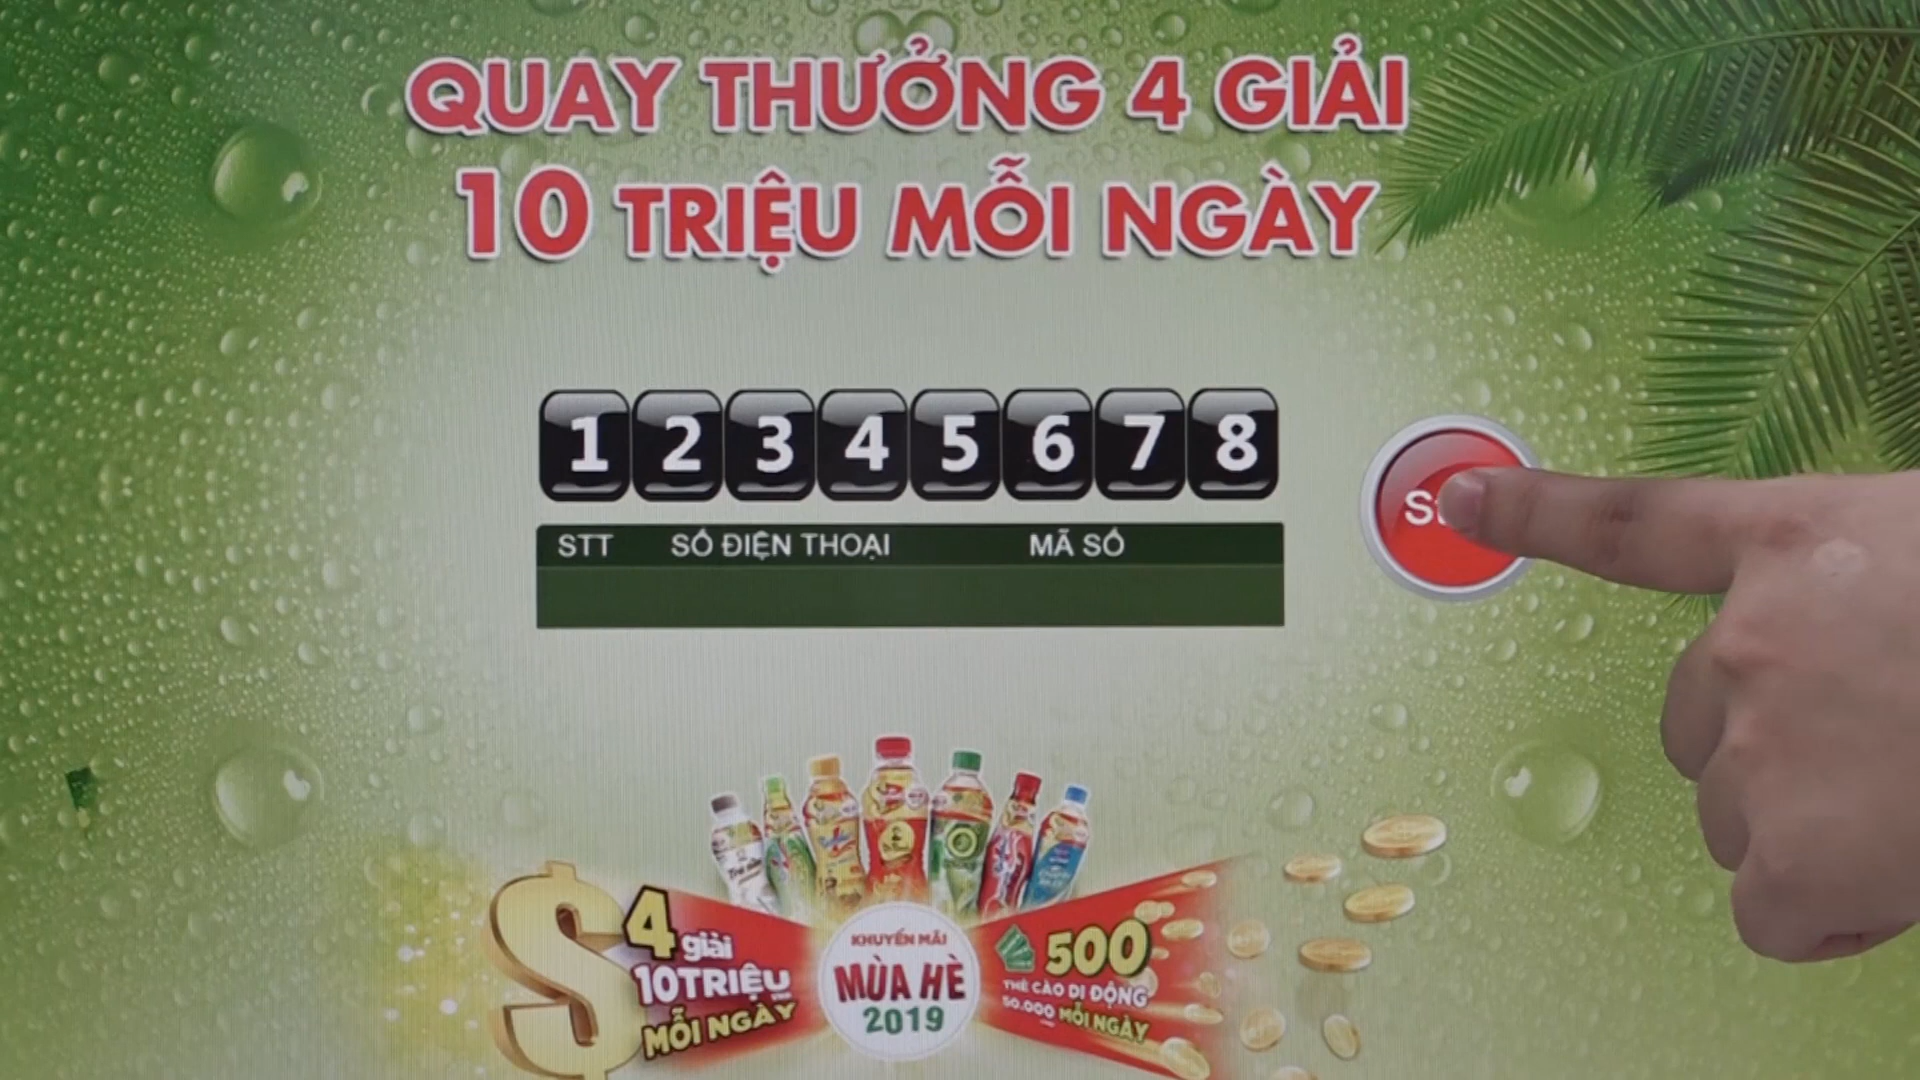 QUAY THƯỞNG 4 GIẢI
10 TRIỆU MỖI NGÀY
1 2 3 4 5 6 7 8
STT SỐ ĐIỆN THOẠI MÃ SỐ
4 giải
10 TRIỆU
MỖI NGÀY
KHUYẾN MÃI
MÙA HÈ
2019
500
THẺ CÀO DI ĐỘNG
50.000 MỖI NGÀY